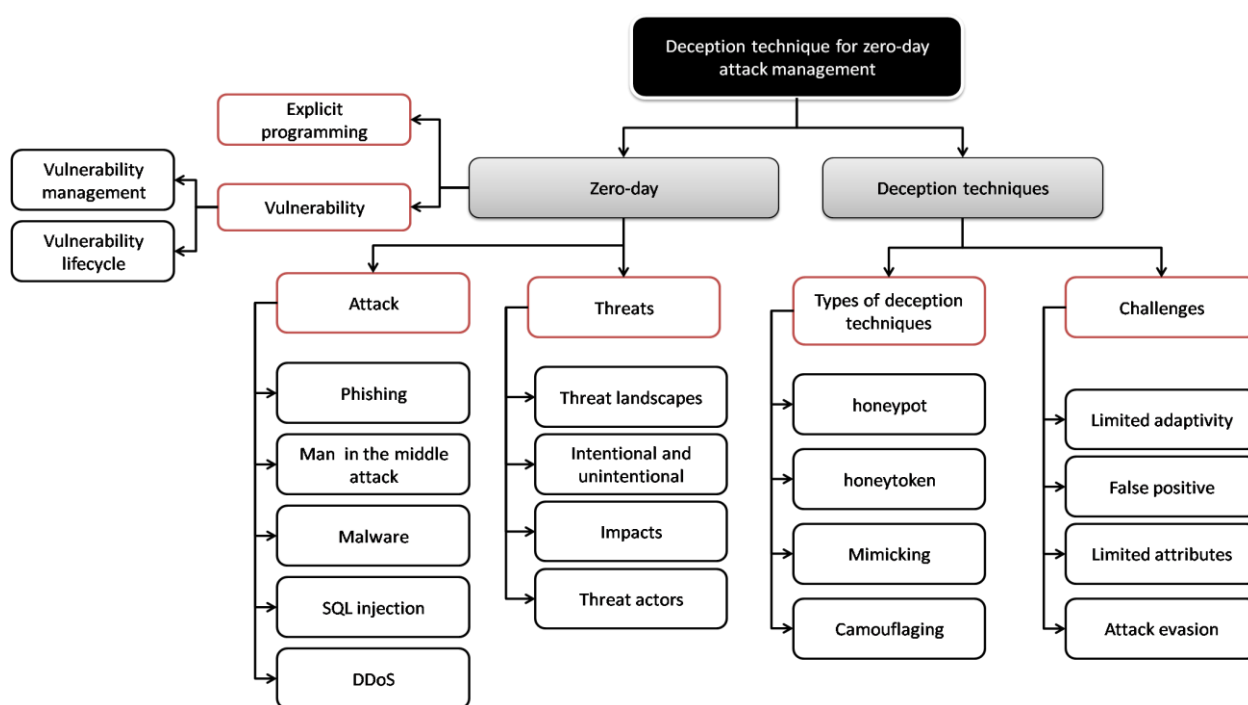 Deception technique for zero-day
attack management
Explicit
programming
Vulnerability
management
Zero-day
Deception techniques
Vulnerability
Vulnerability
lifecycle
Attack
Threats
Types of deception
techniques
Challenges
Phishing
Man in the middle
attack
Malware
SQL injection
DDoS
Threat landscapes
Intentional and
unintentional
Impacts
Threat actors
honeypot
honeytoken
Mimicking
Camouflaging
Limited adaptivity
False positive
Limited attributes
Attack evasion